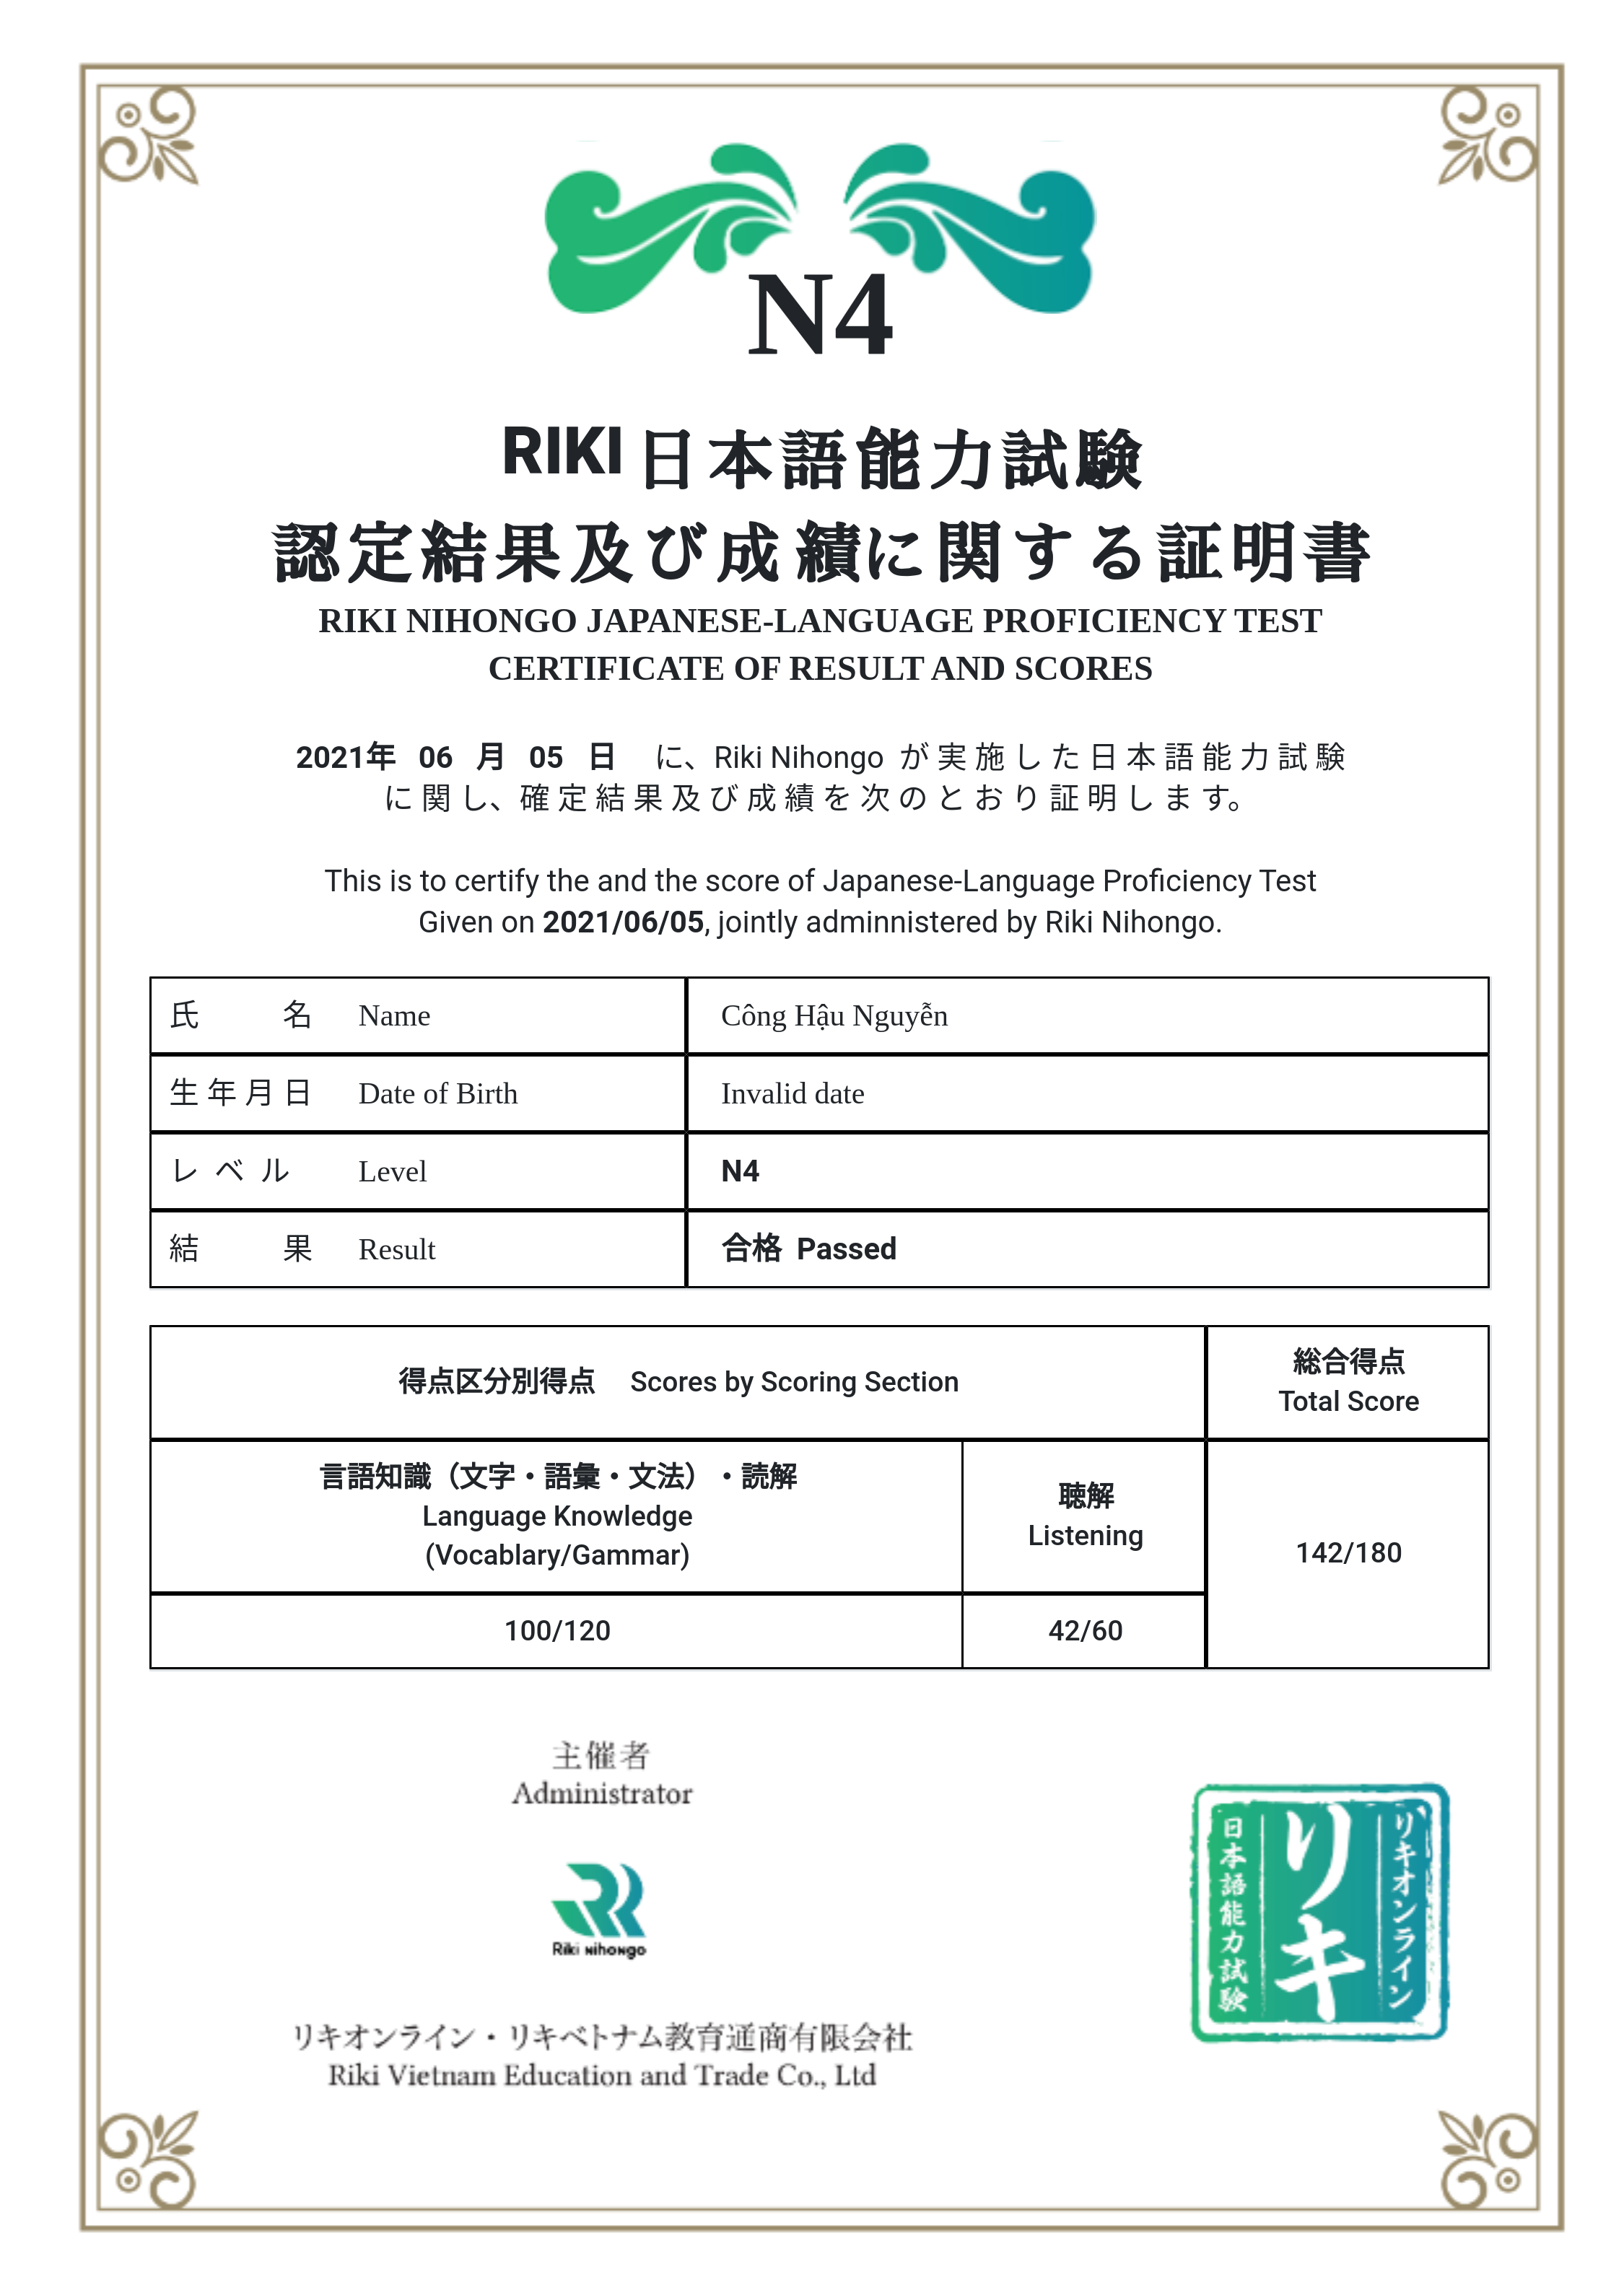 N4
RIKI 日本語能力試験
認定結果及び成績に関する証明書
RIKI NIHONGO JAPANESE-LANGUAGE PROFICIENCY TEST
CERTIFICATE OF RESULT AND SCORES
2021年 06 月 05 日 に、Riki Nihongo が実施した日本語能力試験
に関し、確定結果及び成績を次のとおり証明します。
This is to certify the and the score of Japanese-Language Proficiency Test
Given on 2021/06/05, jointly adminnistered by Riki Nihongo.
氏 名 Name Công Hậu Nguyễn
生年月日 Date of Birth Invalid date
レベル Level N4
結 果 Result 合格 Passed
得点区分別得点 Scores by Scoring Section
総合得点
Total Score
言語知識（文字・語彙・文法）・読解
Language Knowledge
(Vocablary/Gammar)
聴解
Listening
142/180
100/120
42/60
主催者
Administrator
Riki Nihongo
リキオンライン・リキベトナム教育通商有限会社
Riki Vietnam Education and Trade Co., Ltd
リキオンライン
リキ
日本語能力試験